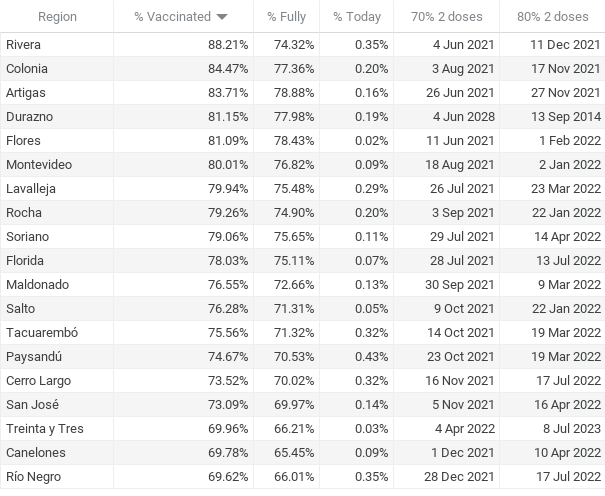 Region % Vaccinated % Fully % Today 70% 2 doses 80% 2 doses
Rivera 88.21% 74.32% 0.35% 4 Jun 2021 11 Dec 2021
Colonia 84.47% 77.36% 0.20% 3 Aug 2021 17 Nov 2021
Artigas 83.71% 78.88% 0.16% 26 Jun 2021 27 Nov 2021
Durazno 81.15% 77.98% 0.19% 4 Jun 2028 13 Sep 2014
Flores 81.09% 78.43% 0.02% 11 Jun 2021 1 Feb 2022
Montevideo 80.01% 76.82% 0.09% 18 Aug 2021 2 Jan 2022
Lavalleja 79.94% 75.48% 0.29% 26 Jul 2021 23 Mar 2022
Rocha 79.26% 74.90% 0.20% 3 Sep 2021 22 Jan 2022
Soriano 79.06% 75.65% 0.11% 29 Jul 2021 14 Apr 2022
Florida 78.03% 75.11% 0.07% 28 Jul 2021 13 Jul 2022
Maldonado 76.55% 72.66% 0.13% 30 Sep 2021 9 Mar 2022
Salto 76.28% 71.31% 0.05% 9 Oct 2021 22 Jan 2022
Tacuarembó 75.56% 71.32% 0.32% 14 Oct 2021 19 Mar 2022
Paysandú 74.67% 70.53% 0.43% 23 Oct 2021 19 Mar 2022
Cerro Largo 73.52% 70.02% 0.32% 16 Nov 2021 17 Jul 2022
San José 73.09% 69.97% 0.14% 5 Nov 2021 16 Apr 2022
Treinta y Tres 69.96% 66.21% 0.03% 4 Apr 2022 8 Jul 2023
Canelones 69.78% 65.45% 0.09% 1 Dec 2021 10 Apr 2022
Río Negro 69.62% 66.01% 0.35% 28 Dec 2021 17 Jul 2022